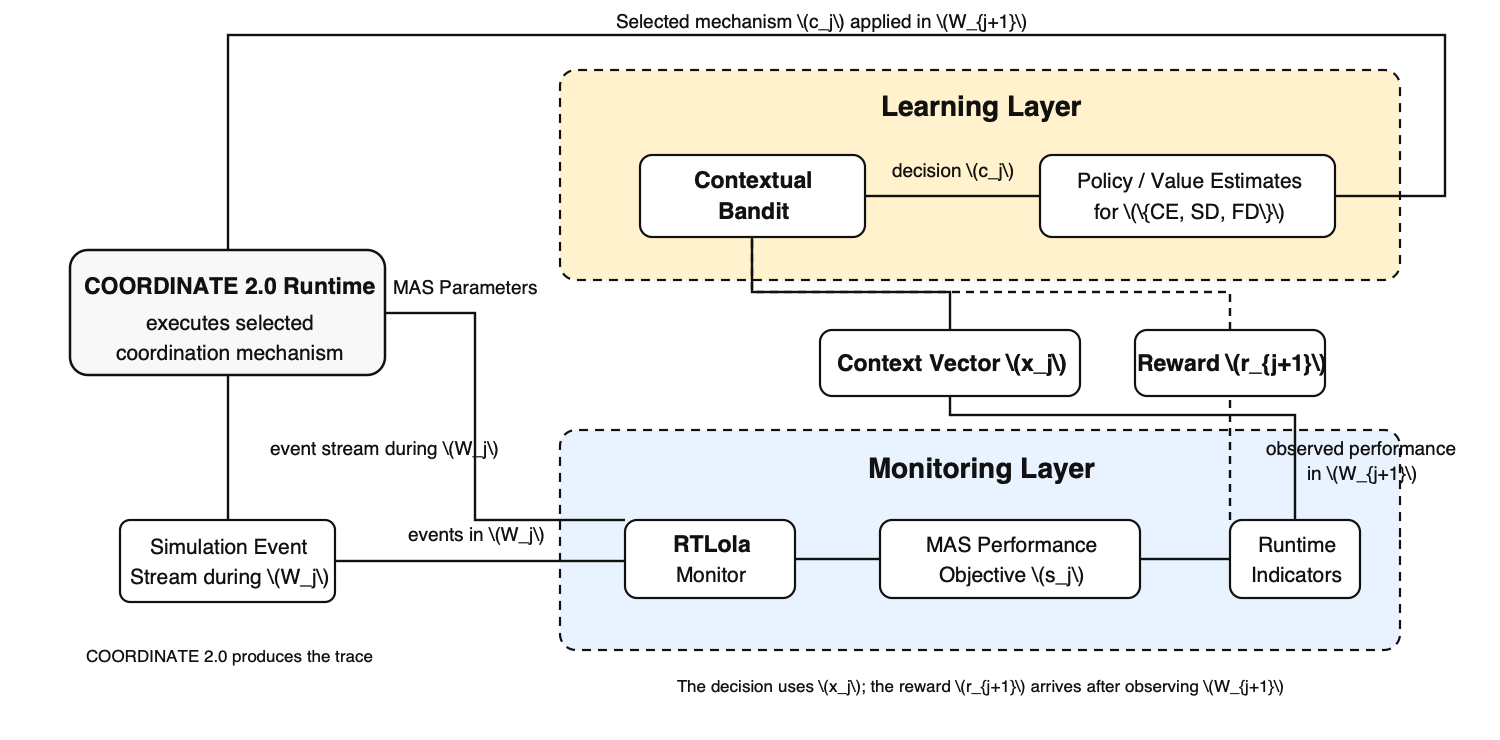 Selected mechanism \(c_j\) applied in \(W_{j+1}\)
Learning Layer
Contextual
Bandit
decision \(c_j\)
Policy / Value Estimates
for \(\{CE, SD, FD\}\)
COORDINATE 2.0 Runtime
executes selected
coordination mechanism
MAS Parameters
Context Vector \(x_j\)
Reward \(r_{j+1}\)
event stream during \(W_j\)
Monitoring Layer
observed performance
in \(W_{j+1}\)
events in \(W_j\)
Simulation Event
Stream during \(W_j\)
RTLola
Monitor
MAS Performance
Objective \(s_j\)
Runtime
Indicators
COORDINATE 2.0 produces the trace
The decision uses \(x_j\); the reward \(r_{j+1}\) arrives after observing \(W_{j+1}\)